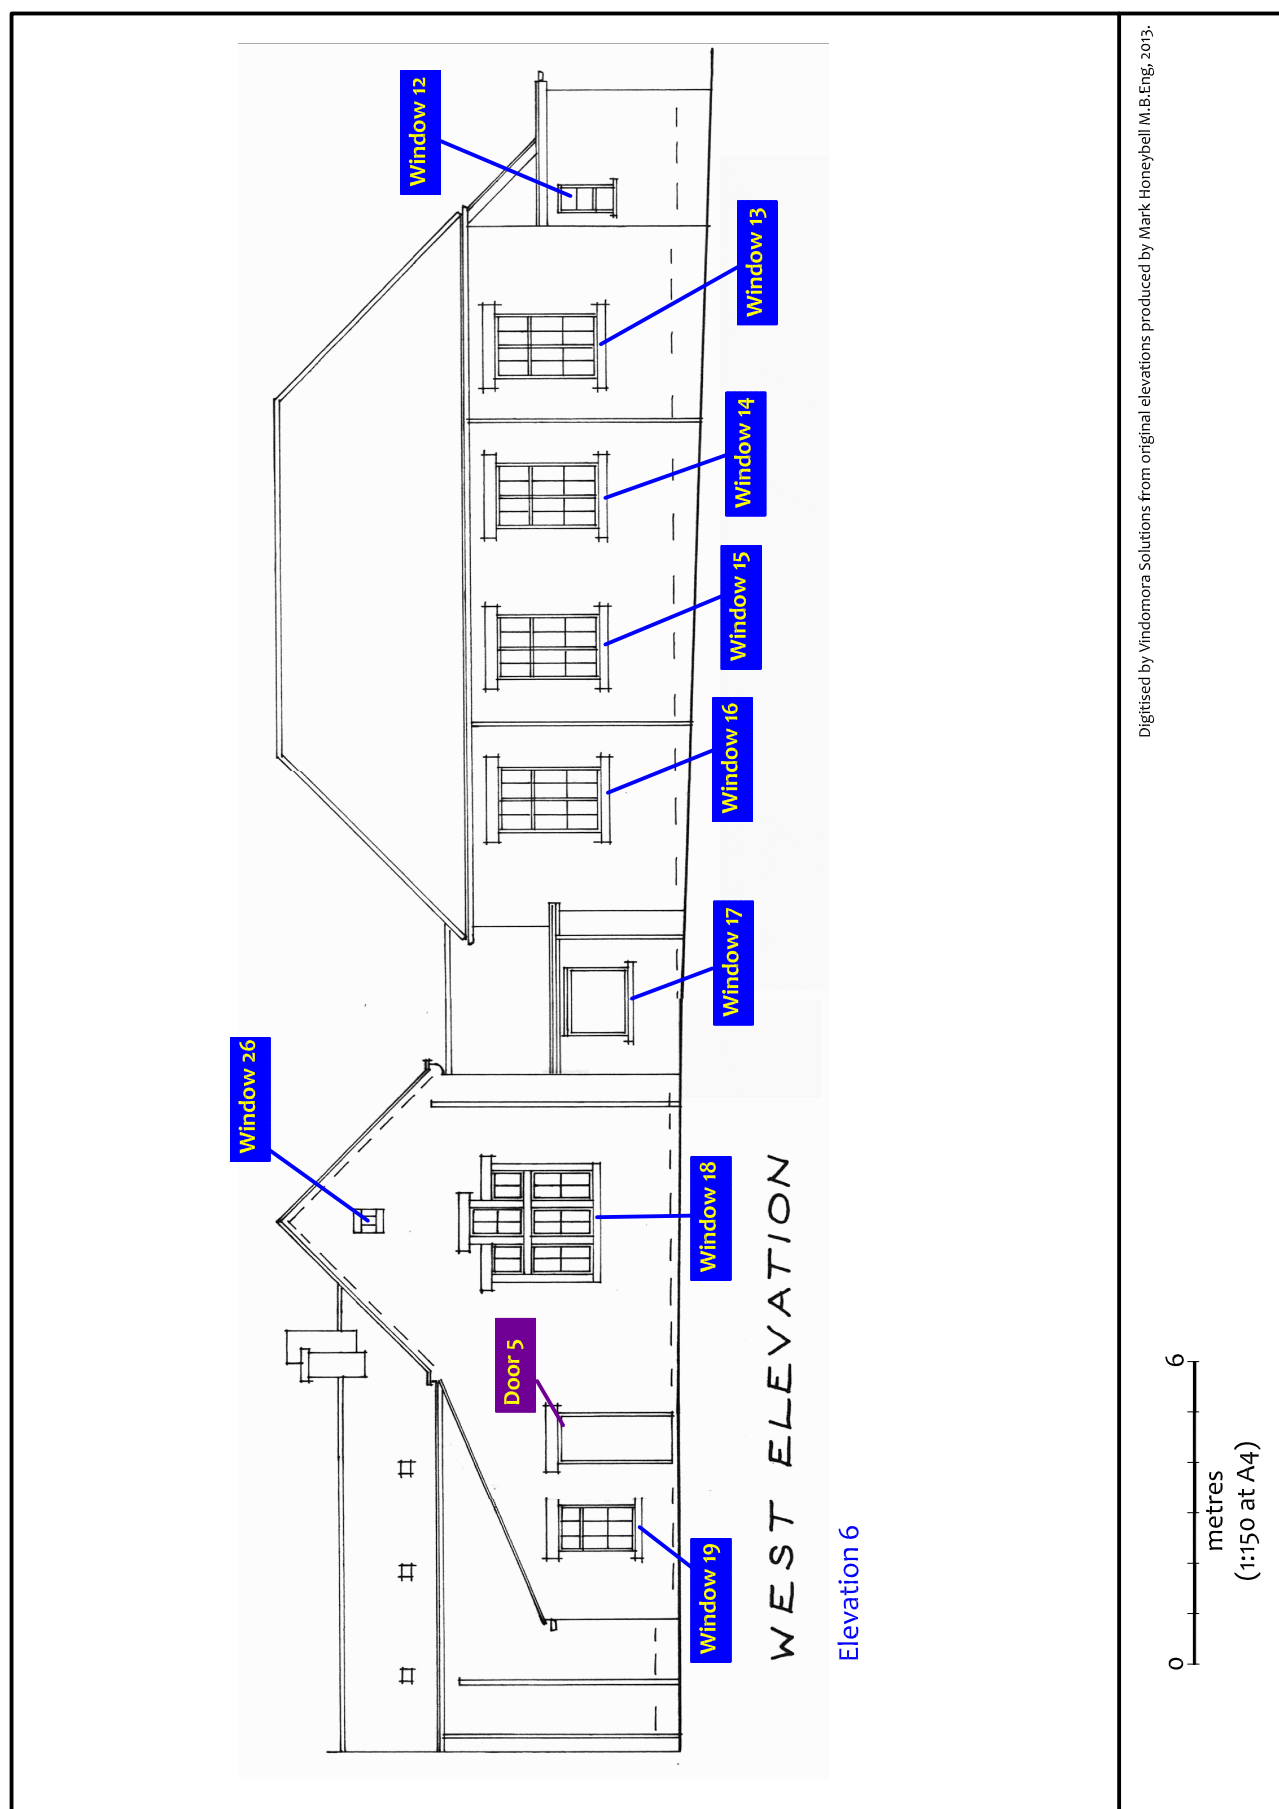 Window 26
Window 12
Door 5
Window 19
Window 18
Window 17
Window 16
Window 15
Window 14
Window 13
WEST ELEVATION
Elevation 6
Digitised by Vindomora Solutions from original elevations produced by Mark Honeybell M.B.Eng, 2013.
0 6
metres
(1:150 at A4)